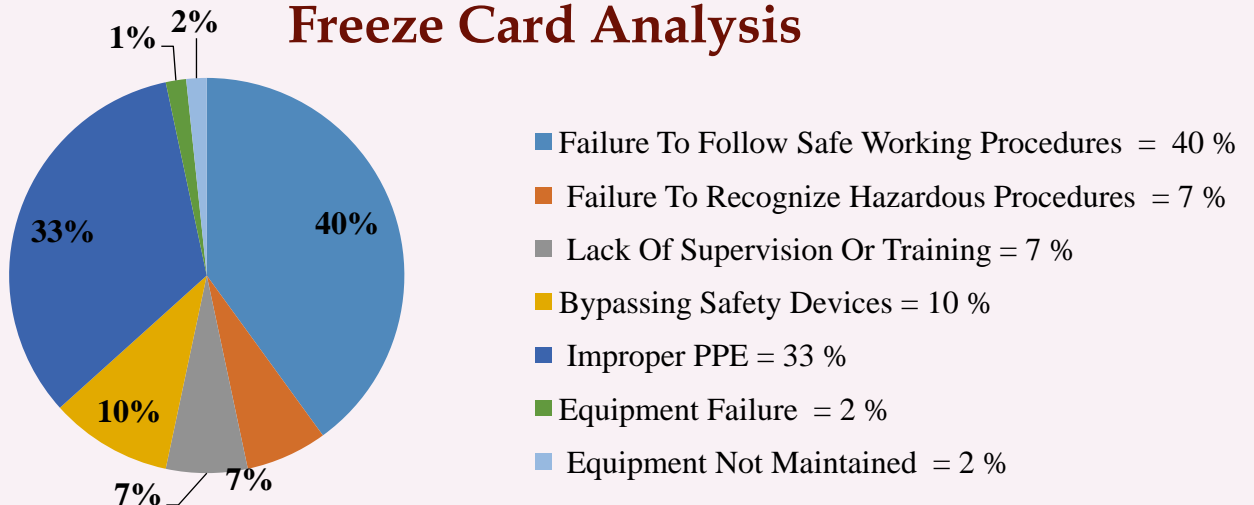 Freeze Card Analysis
1%
2%
33%
40%
10%
7%
7%
Failure To Follow Safe Working Procedures = 40 %
Failure To Recognize Hazardous Procedures = 7 %
Lack Of Supervision Or Training = 7 %
Bypassing Safety Devices = 10 %
Improper PPE = 33 %
Equipment Failure = 2 %
Equipment Not Maintained = 2 %